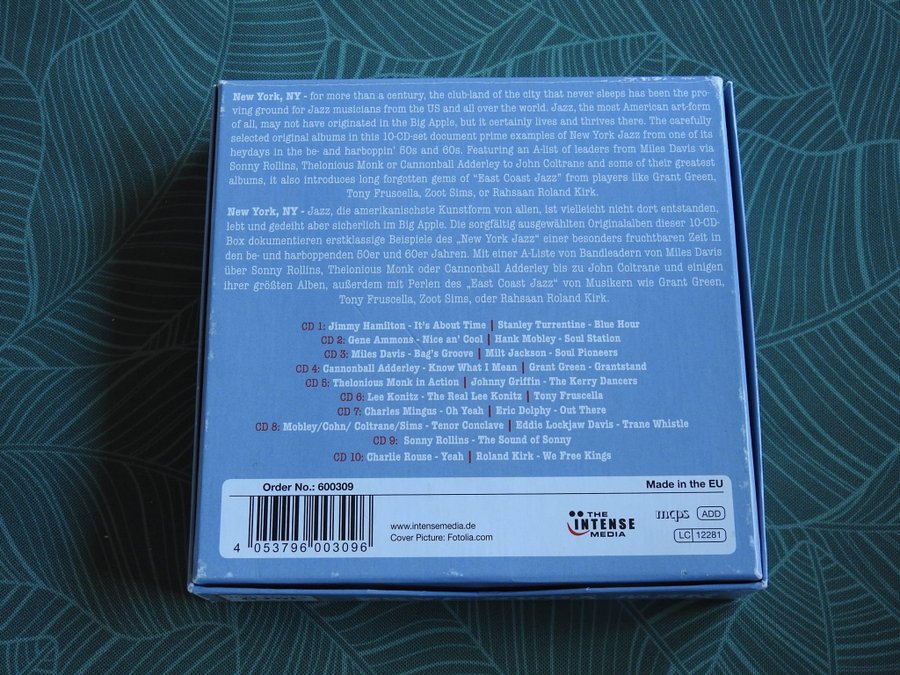 New York, NY - for more than a century, the club-land of the city that never sleeps has been the pro-
ving ground for Jazz musicians from the US and all over the world. Jazz, the most American art-form
of all, may not have originated in the Big Apple, but it certainly lives and thrives there. The carefully
selected original albums in this 10-CD-set document prime examples of New York Jazz from one of its
heydays in the be- and harboppin' 50s and 60s. Featuring an A-list of leaders from Miles Davis via
Sonny Rollins, Thelonious Monk or Cannonball Adderley to John Coltrane and some of their greatest
albums, it also introduces long forgotten gems of "East Coast Jazz" from players like Grant Green,
Tony Fruscella, Zoot Sims, or Rahsaan Roland Kirk.
New York, NY - Jazz, die amerikanischste Kunstform von allen, ist vielleicht nicht dort entstanden,
lebt und gedeiht aber sicherlich im Big Apple. Die sorgfältig ausgewählten Originalalben dieser 10-CD-
Box dokumentieren erstklassige Beispiele des „New York Jazz“ einer besonders fruchtbaren Zeit in
den be- und harboppenden 50er und 60er Jahren. Mit einer A-Liste von Bandleadern von Miles Davis
über Sonny Rollins, Thelonious Monk oder Cannonball Adderley bis zu John Coltrane und einigen
ihrer größten Alben, außerdem mit Perlen des „East Coast Jazz“ von Musikern wie Grant Green,
Tony Fruscella, Zoot Sims, oder Rahsaan Roland Kirk.
CD 1: Jimmy Hamilton - It's About Time | Stanley Turrentine - Blue Hour
CD 2: Gene Ammons - Nice an' Cool | Hank Mobley - Soul Station
CD 3: Miles Davis - Bag's Groove | Milt Jackson - Soul Pioneers
CD 4: Cannonball Adderley - Know What I Mean | Grant Green - Grantstand
CD 5: Thelonious Monk in Action | Johnny Griffin - The Kerry Dancers
CD 6: Lee Konitz - The Real Lee Konitz | Tony Fruscella
CD 7: Charles Mingus - Oh Yeah | Eric Dolphy - Out There
CD 8: Mobley/Cohn/ Coltrane/Sims - Tenor Conclave | Eddie Lockjaw Davis - Trane Whistle
CD 9: Sonny Rollins - The Sound of Sonny
CD 10: Charlie Rouse - Yeah | Roland Kirk - We Free Kings
Order No.: 600309
Made in the EU
4 053796 003096
www.intensemedia.de
Cover Picture: Fotolia.com
THE
INTENSE
MEDIA
mcps ADD
LC 12281